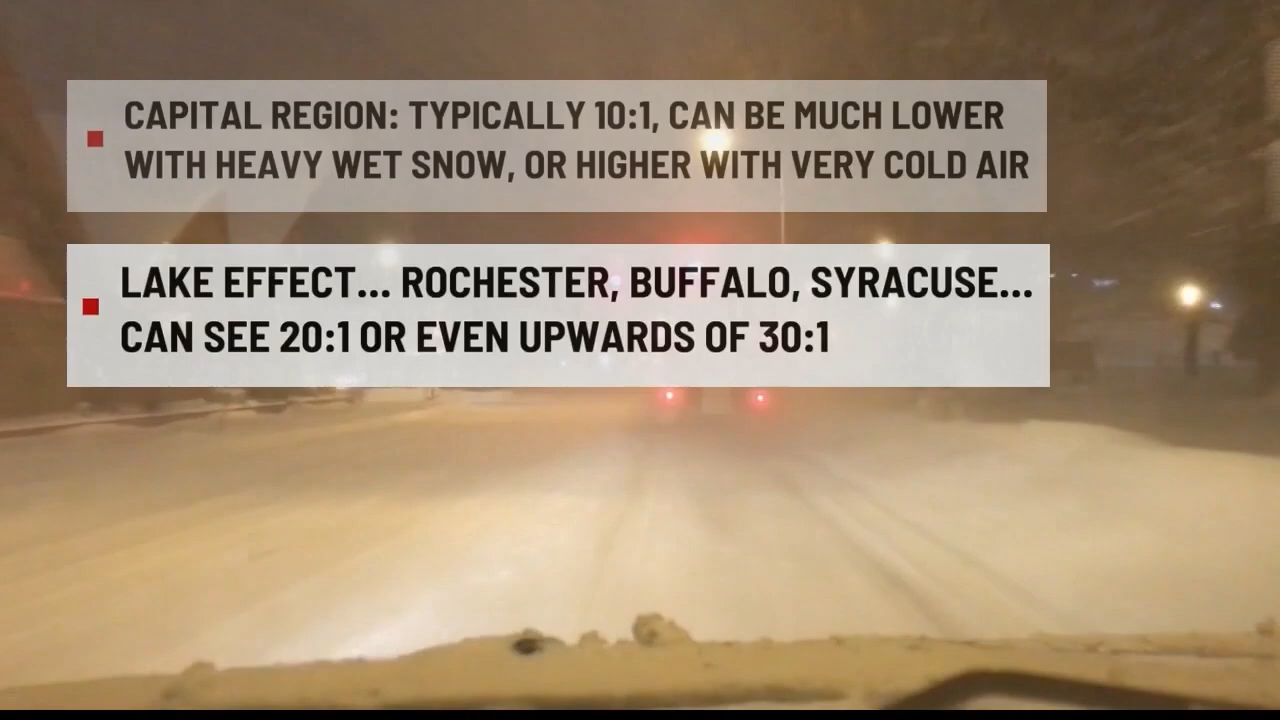 CAPITAL REGION: TYPICALLY 10:1, CAN BE MUCH LOWER
WITH HEAVY WET SNOW, OR HIGHER WITH VERY COLD AIR
LAKE EFFECT... ROCHESTER, BUFFALO, SYRACUSE...
CAN SEE 20:1 OR EVEN UPWARDS OF 30:1